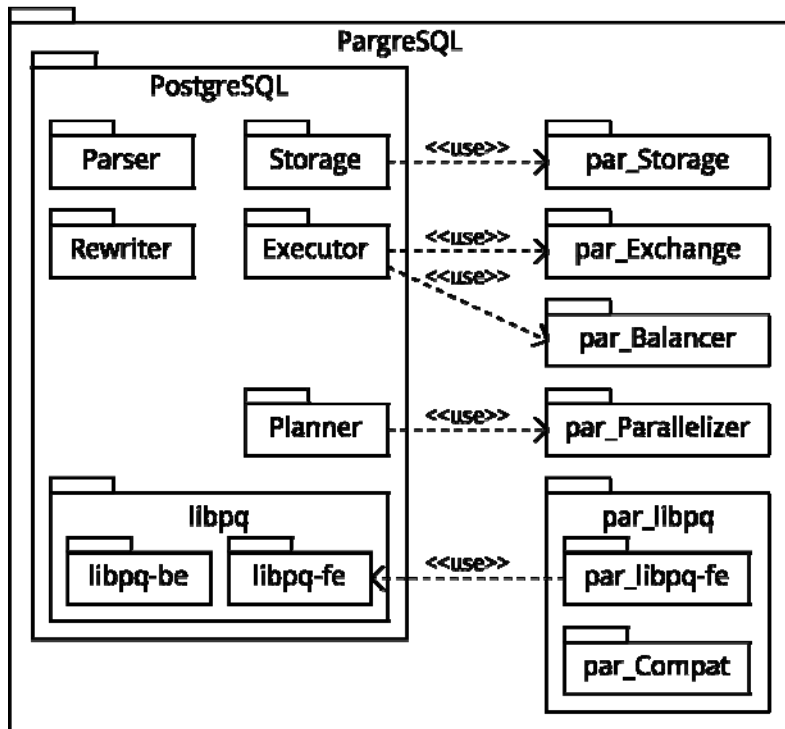 PargreSQL
PostgreSQL
Parser
Storage
<<use>>
par_Storage
Rewriter
Executor
<<use>>
par_Exchange
<<use>>
par_Balancer
Planner
<<use>>
par_Parallelizer
libpq
par_libpq
libpq-be
libpq-fe
<<use>>
par_libpq-fe
par_Compat